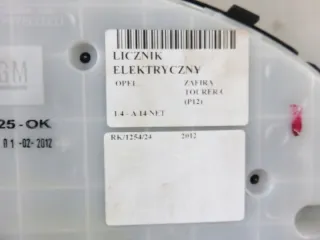 GM
LICZNIK
ELEKTRYCZNY
OPEL ZAFIRA
TOURER C
(P12)
1.4 - A 14 NET
25-OK
01-02-2012
RK/1254/24 2012